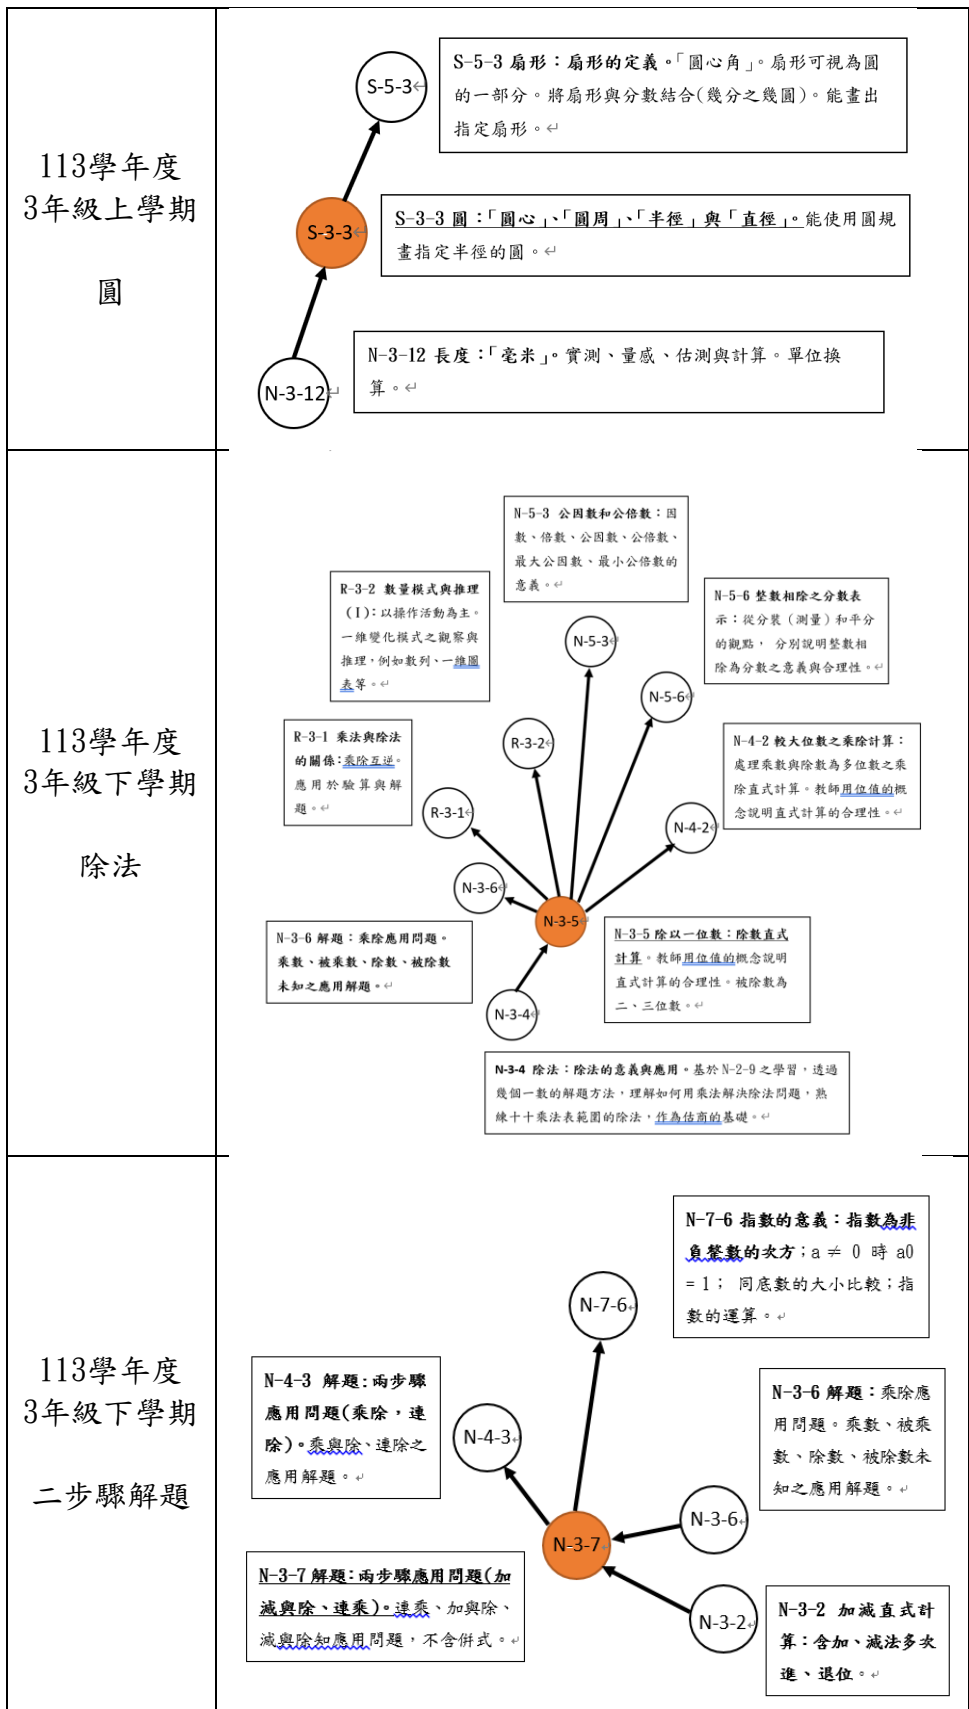 113學年度
3年級上學期
圓
S-5-3
S-5-3 扇形：扇形的定義。「圓心角」。扇形可視為圓
的一部分。將扇形與分數結合(幾分之幾圓)。能畫出
指定扇形。
S-3-3
S-3-3 圓：「圓心」、「圓周」、「半徑」與「直徑」。能使用圓規
畫指定半徑的圓。
N-3-12
N-3-12 長度：「毫米」。實測、量感、估測與計算。單位換
算。
113學年度
3年級下學期
除法
N-5-3 公因數和公倍數：因
數、倍數、公因數、公倍數、
最大公因數、最小公倍數的
意義。
R-3-2 數量模式與推理
(I)：以操作活動為主。
一維變化模式之觀察與
推理，例如數列、一維圖
表等。
N-5-6 整數相除之分數表
示：從分裝（測量）和平分
的觀點， 分別說明整數相
除為分數之意義與合理性。
N-5-3
N-5-6
R-3-1 乘法與除法
的關係：乘除互逆。
應用於驗算與解
題。
R-3-2
N-4-2 較大位數之乘除計算：
處理乘數與除數為多位數之乘
除直式計算。教師用位值的概
念說明直式計算的合理性。
R-3-1
N-4-2
N-3-6
N-3-5
N-3-6 解題：乘除應用問題。
乘數、被乘數、除數、被除數
未知之應用解題。
N-3-5 除以一位數：除數直式
計算。教師用位值的概念說明
直式計算的合理性。被除數為
二、三位數。
N-3-4
N-3-4 除法：除法的意義與應用。基於 N-2-9 之學習，透過
幾個一數的解題方法，理解如何用乘法解決除法問題，熟
練十十乘法表範圍的除法，作為估商的基礎。
113學年度
3年級下學期
二步驟解題
N-7-6 指數的意義：指數為非
負整數的次方；a ≠ 0 時 a0
= 1； 同底數的大小比較；指
數的運算。
N-7-6
N-4-3 解題：兩步驟
應用問題(乘除，連
除)。乘與除、連除之
應用解題。
N-4-3
N-3-6 解題：乘除應
用問題。乘數、被乘
數、除數、被除數未
知之應用解題。
N-3-6
N-3-7
N-3-7 解題：兩步驟應用問題(加
減與除、連乘)。連乘、加與除、
減與除知應用問題，不含併式。
N-3-2
N-3-2 加減直式計
算：含加、減法多次
進、退位。